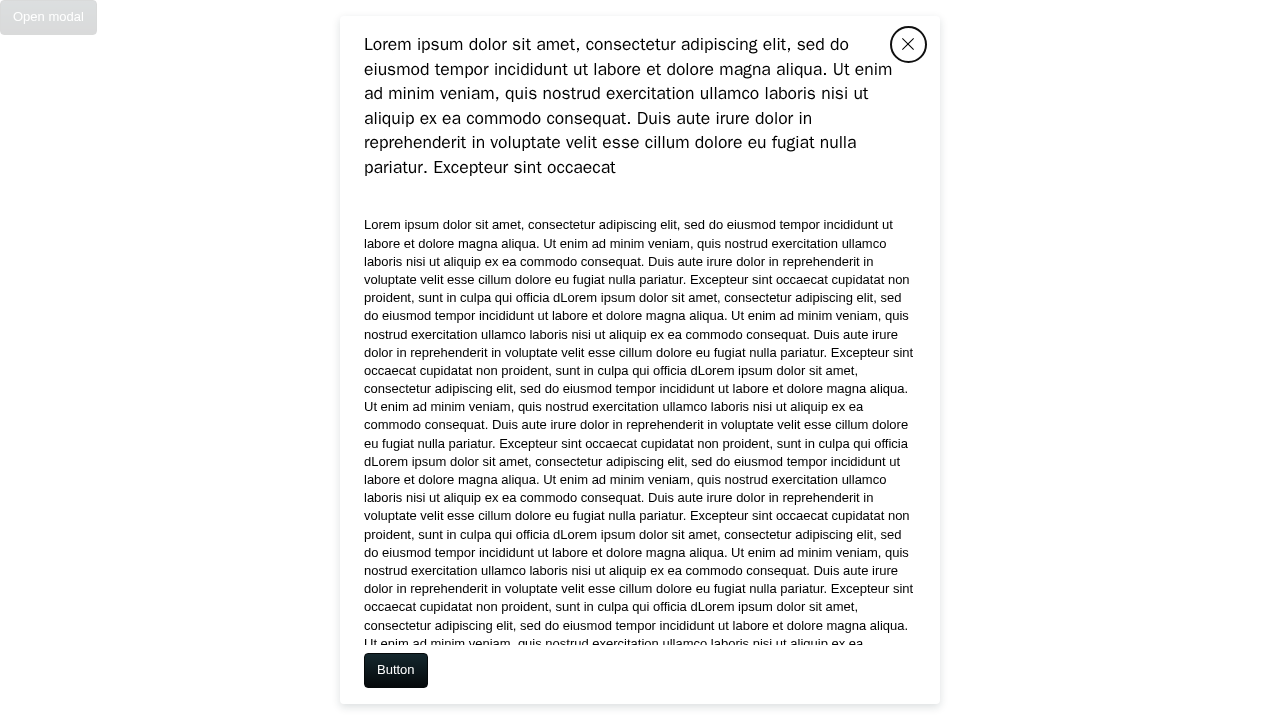 Open modal
Lorem ipsum dolor sit amet, consectetur adipiscing elit, sed do
eiusmod tempor incididunt ut labore et dolore magna aliqua. Ut enim
ad minim veniam, quis nostrud exercitation ullamco laboris nisi ut
aliquip ex ea commodo consequat. Duis aute irure dolor in
reprehenderit in voluptate velit esse cillum dolore eu fugiat nulla
pariatur. Excepteur sint occaecat
Lorem ipsum dolor sit amet, consectetur adipiscing elit, sed do eiusmod tempor incididunt ut
labore et dolore magna aliqua. Ut enim ad minim veniam, quis nostrud exercitation ullamco
laboris nisi ut aliquip ex ea commodo consequat. Duis aute irure dolor in reprehenderit in
voluptate velit esse cillum dolore eu fugiat nulla pariatur. Excepteur sint occaecat cupidatat non
proident, sunt in culpa qui officia dLorem ipsum dolor sit amet, consectetur adipiscing elit, sed
do eiusmod tempor incididunt ut labore et dolore magna aliqua. Ut enim ad minim veniam, quis
nostrud exercitation ullamco laboris nisi ut aliquip ex ea commodo consequat. Duis aute irure
dolor in reprehenderit in voluptate velit esse cillum dolore eu fugiat nulla pariatur. Excepteur sint
occaecat cupidatat non proident, sunt in culpa qui officia dLorem ipsum dolor sit amet,
consectetur adipiscing elit, sed do eiusmod tempor incididunt ut labore et dolore magna aliqua.
Ut enim ad minim veniam, quis nostrud exercitation ullamco laboris nisi ut aliquip ex ea
commodo consequat. Duis aute irure dolor in reprehenderit in voluptate velit esse cillum dolore
eu fugiat nulla pariatur. Excepteur sint occaecat cupidatat non proident, sunt in culpa qui officia
dLorem ipsum dolor sit amet, consectetur adipiscing elit, sed do eiusmod tempor incididunt ut
labore et dolore magna aliqua. Ut enim ad minim veniam, quis nostrud exercitation ullamco
laboris nisi ut aliquip ex ea commodo consequat. Duis aute irure dolor in reprehenderit in
voluptate velit esse cillum dolore eu fugiat nulla pariatur. Excepteur sint occaecat cupidatat non
proident, sunt in culpa qui officia dLorem ipsum dolor sit amet, consectetur adipiscing elit, sed
do eiusmod tempor incididunt ut labore et dolore magna aliqua. Ut enim ad minim veniam, quis
nostrud exercitation ullamco laboris nisi ut aliquip ex ea commodo consequat. Duis aute irure
dolor in reprehenderit in voluptate velit esse cillum dolore eu fugiat nulla pariatur. Excepteur sint
occaecat cupidatat non proident, sunt in culpa qui officia dLorem ipsum dolor sit amet,
consectetur adipiscing elit, sed do eiusmod tempor incididunt ut labore et dolore magna aliqua.
Ut enim ad minim veniam, quis nostrud exercitation ullamco laboris nisi ut aliquip ex ea
Button